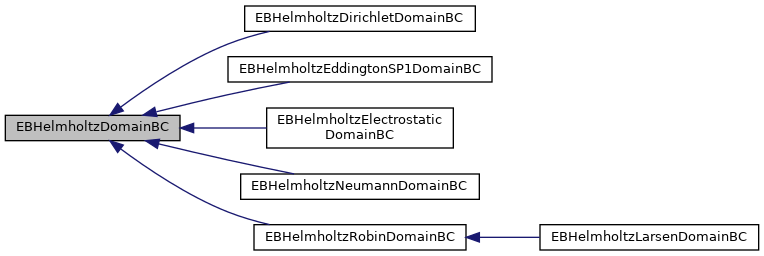 EBHelmholtzDirichletDomainBC
EBHelmholtzEddingtonSP1DomainBC
EBHelmholtzDomainBC
EBHelmholtzElectrostatic
DomainBC
EBHelmholtzNeumannDomainBC
EBHelmholtzRobinDomainBC
EBHelmholtzLarsenDomainBC